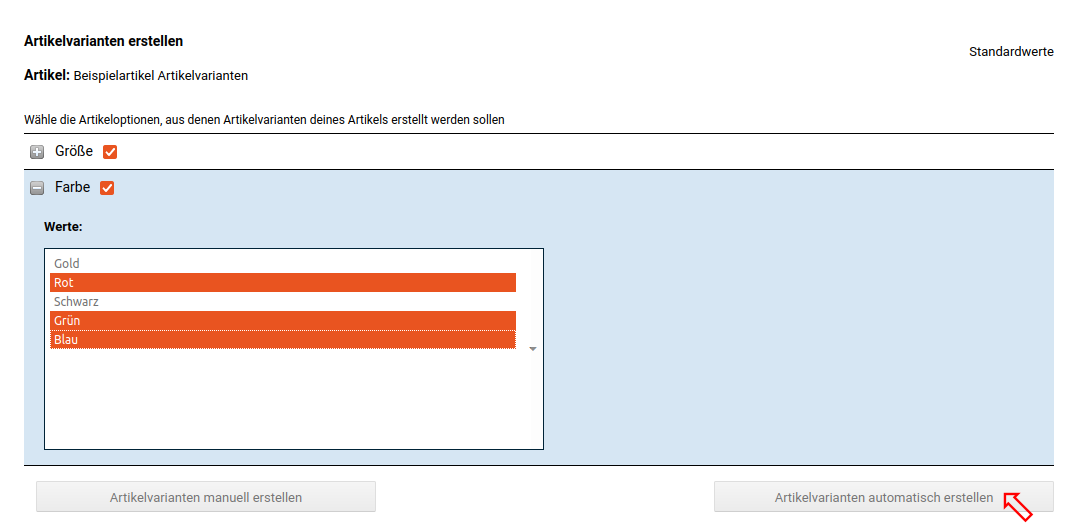 Artikelvarianten erstellen
Standardwerte
Artikel: Beispielartikel Artikelvarianten
Wähle die Artikeloptionen, aus denen Artikelvarianten deines Artikels erstellt werden sollen
Größe
Farbe
Werte:
Gold
Rot
Schwarz
Grün
Blau
Artikelvarianten manuell erstellen
Artikelvarianten automatisch erstellen